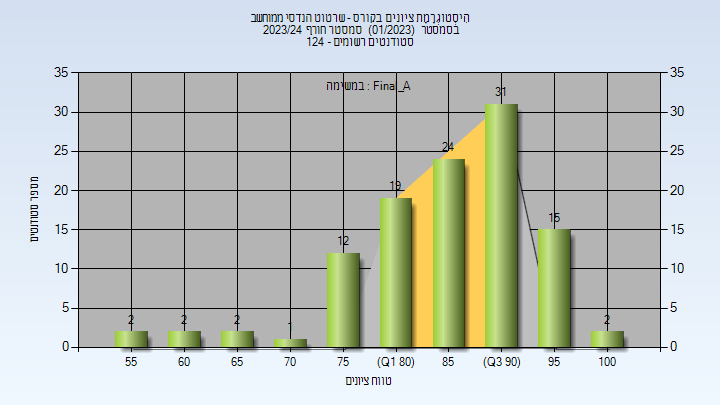 היסטוגרמת ציונים בקורס - שרטוט הנדסי ממוחשב
בסמסטר (01/2023) סמסטר חורף 2023/24
סטודנטים רשומים - 124
במשימה : Final_A
מספר סטודנטים
35 35
30 30
25 25
20 20
15 15
10 10
5 5
0 0
2 2 2 1 12 19 24 31 15 2
55 60 65 70 75 (Q1 80) 85 (Q3 90) 95 100
טווח ציונים